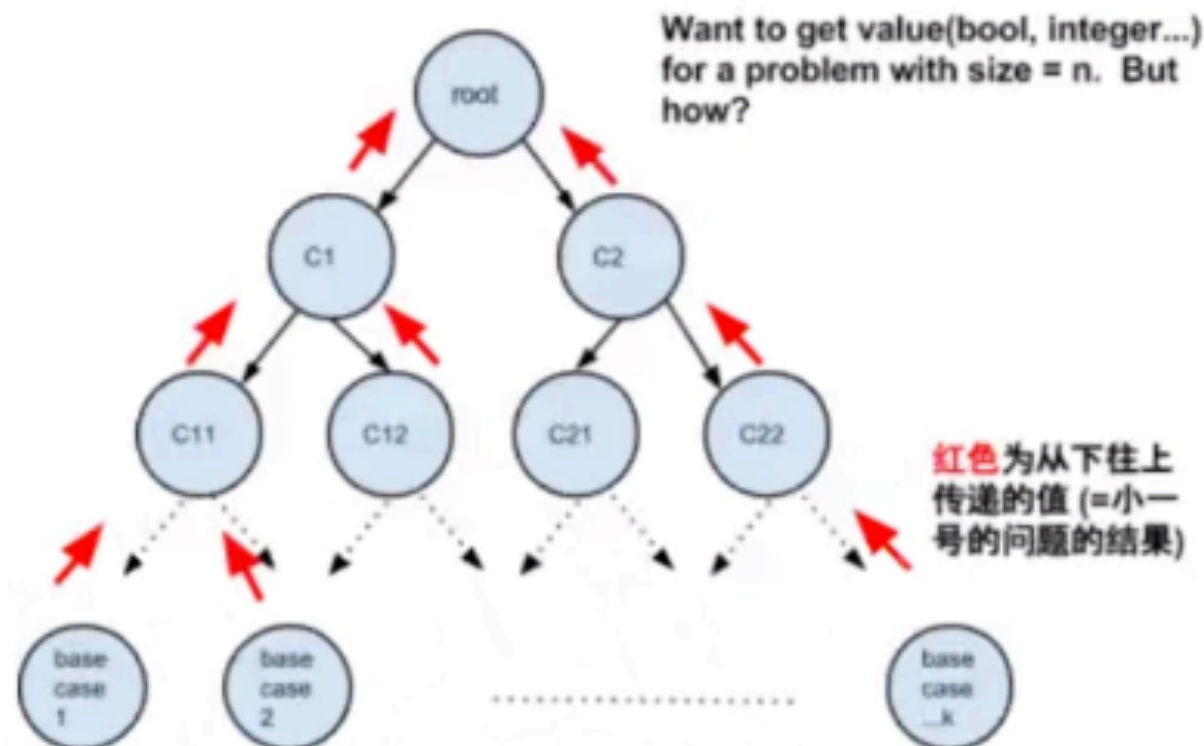 Want to get value(bool, integer...)
for a problem with size = n.  But
how?
root
C1
C2
C11
C12
C21
C22
红色为从下往上
传递的值 (=小一
号的问题的结果)
base
case
1
base
case
2
base
case
...k